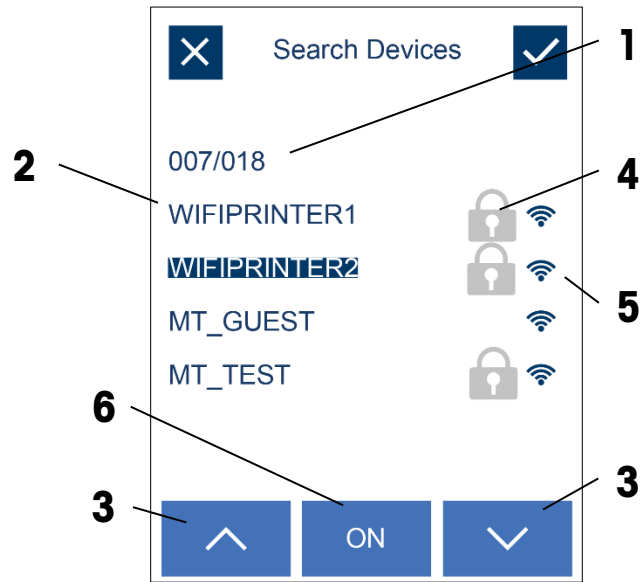 Search Devices
1
007/018
2
4
WIFIPRINTER1
WIFIPRINTER2
5
MT_GUEST
MT_TEST
6
3
3
ON